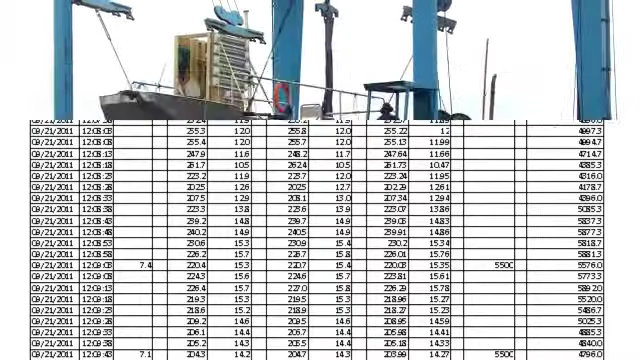 09/21/2011 12:08:03 255.3 12.0 255.8 12.0 255.22 12 4997.3
09/21/2011 12:08:08 255.4 12.0 255.7 12.0 255.13 11.99 4994.7
09/21/2011 12:08:13 247.9 11.6 248.2 11.7 247.64 11.66 4714.7
09/21/2011 12:08:18 261.7 10.5 262.4 10.5 261.73 10.47 4385.3
09/21/2011 12:08:23 223.2 11.9 223.7 12.0 223.24 11.95 4316.0
09/21/2011 12:08:28 202.5 12.6 202.5 12.7 202.29 12.61 4178.7
09/21/2011 12:08:33 207.5 12.9 208.1 13.0 207.34 12.94 4396.0
09/21/2011 12:08:38 223.3 13.8 223.6 13.9 223.07 13.86 5085.3
09/21/2011 12:08:43 239.2 14.8 239.7 14.9 239.05 14.83 5837.3
09/21/2011 12:08:48 240.2 14.9 240.5 14.9 239.91 14.86 5877.3
09/21/2011 12:08:53 230.6 15.3 230.9 15.4 230.2 15.34 5818.7
09/21/2011 12:08:58 226.2 15.7 226.7 15.8 226.01 15.76 5881.3
09/21/2011 12:09:03 7.4 220.4 15.3 220.7 15.4 220.03 15.35 5500 5576.0
09/21/2011 12:09:08 224.3 15.6 224.6 15.7 223.81 15.61 5773.3
09/21/2011 12:09:13 226.4 15.7 227.0 15.8 226.29 15.78 5892.0
09/21/2011 12:09:18 219.3 15.3 219.5 15.3 218.96 15.27 5520.0
09/21/2011 12:09:23 218.6 15.2 218.9 15.3 218.27 15.23 5486.7
09/21/2011 12:09:28 209.2 14.6 209.5 14.6 208.95 14.59 5025.3
09/21/2011 12:09:33 206.1 14.4 206.7 14.4 205.98 14.41 4885.3
09/21/2011 12:09:38 205.2 14.3 205.5 14.4 205.18 14.33 4840.0
09/21/2011 12:09:43 7.1 204.3 14.2 204.7 14.3 203.99 14.27 5500 4796.0